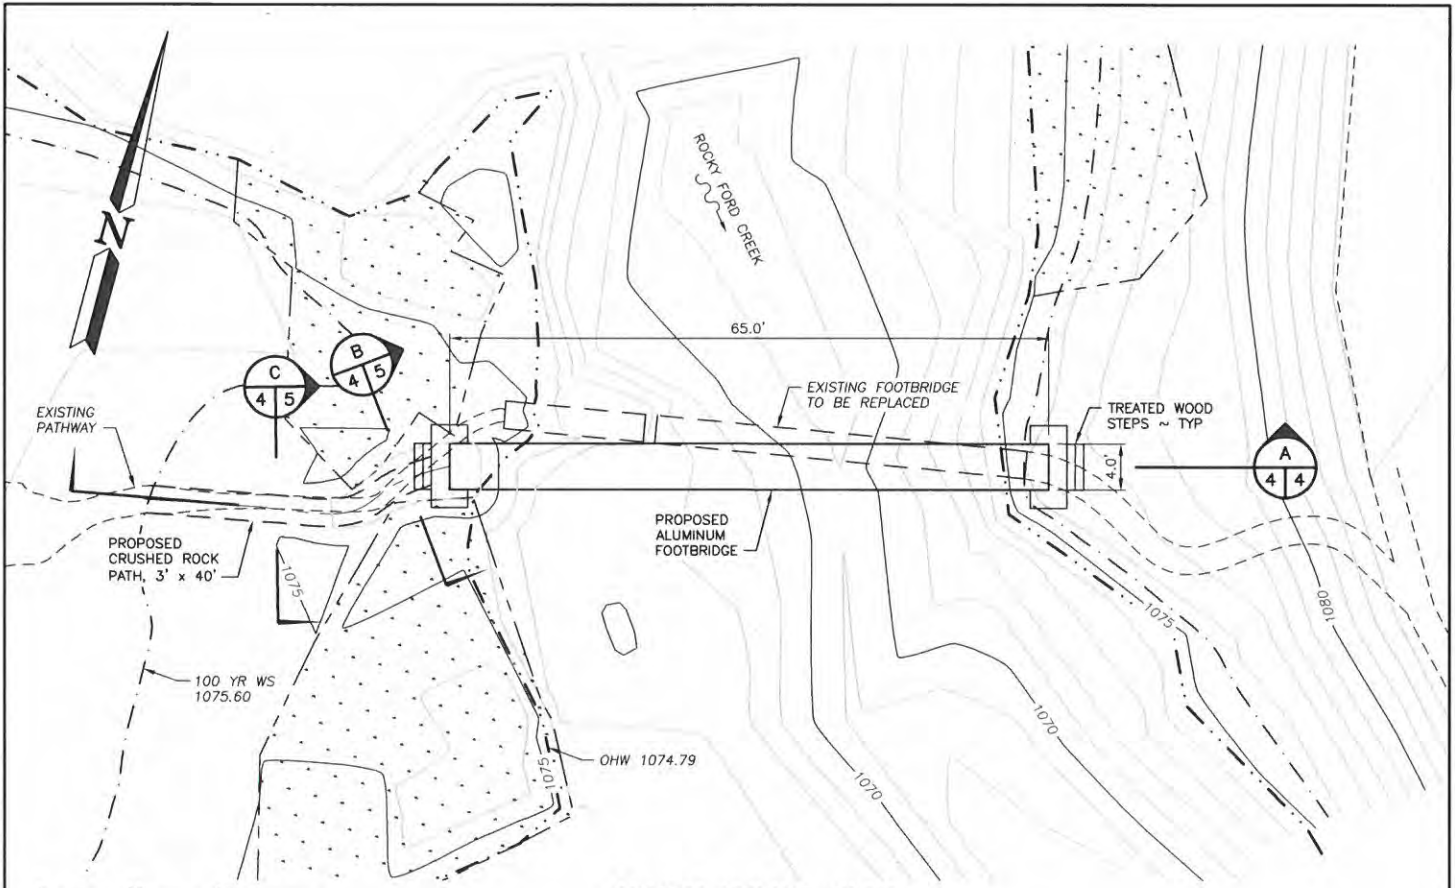 N
ROCKY FORD CREEK
65.0'
B
4 5
C
4 5
EXISTING
PATHWAY
EXISTING FOOTBRIDGE
TO BE REPLACED
TREATED WOOD
STEPS ~ TYP
4.0'
A
4 4
PROPOSED
ALUMINUM
FOOTBRIDGE
PROPOSED
CRUSHED ROCK
PATH, 3' x 40'
1075
1075
1080
100 YR WS
1075.60
OHW 1074.79
1075
1070
1070